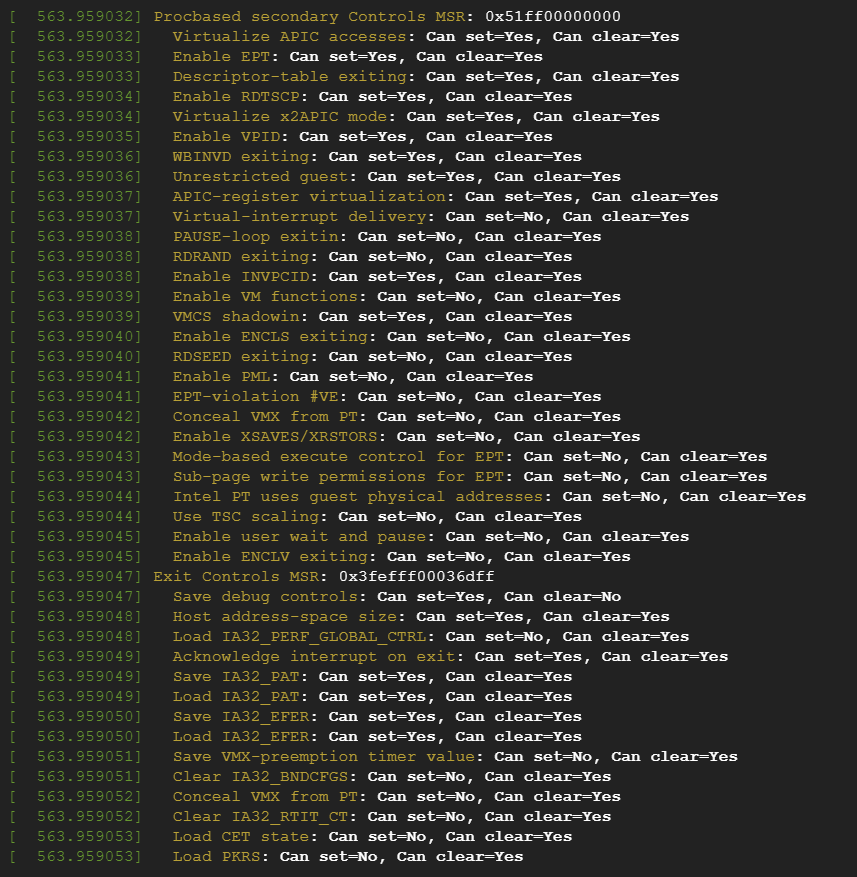 [  563.959032] Procbased secondary Controls MSR: 0x51ff00000000
[  563.959032]   Virtualize APIC accesses: Can set=Yes, Can clear=Yes
[  563.959033]   Enable EPT: Can set=Yes, Can clear=Yes
[  563.959033]   Descriptor-table exiting: Can set=Yes, Can clear=Yes
[  563.959034]   Enable RDTSCP: Can set=Yes, Can clear=Yes
[  563.959034]   Virtualize x2APIC mode: Can set=Yes, Can clear=Yes
[  563.959035]   Enable VPID: Can set=Yes, Can clear=Yes
[  563.959036]   WBINVD exiting: Can set=Yes, Can clear=Yes
[  563.959036]   Unrestricted guest: Can set=Yes, Can clear=Yes
[  563.959037]   APIC-register virtualization: Can set=Yes, Can clear=Yes
[  563.959037]   Virtual-interrupt delivery: Can set=No, Can clear=Yes
[  563.959038]   PAUSE-loop exitin: Can set=No, Can clear=Yes
[  563.959038]   RDRAND exiting: Can set=No, Can clear=Yes
[  563.959038]   Enable INVPCID: Can set=Yes, Can clear=Yes
[  563.959039]   Enable VM functions: Can set=No, Can clear=Yes
[  563.959039]   VMCS shadowin: Can set=Yes, Can clear=Yes
[  563.959040]   Enable ENCLS exiting: Can set=No, Can clear=Yes
[  563.959040]   RDSEED exiting: Can set=No, Can clear=Yes
[  563.959041]   Enable PML: Can set=No, Can clear=Yes
[  563.959041]   EPT-violation #VE: Can set=No, Can clear=Yes
[  563.959042]   Conceal VMX from PT: Can set=No, Can clear=Yes
[  563.959042]   Enable XSAVES/XRSTORS: Can set=No, Can clear=Yes
[  563.959043]   Mode-based execute control for EPT: Can set=No, Can clear=Yes
[  563.959043]   Sub-page write permissions for EPT: Can set=No, Can clear=Yes
[  563.959044]   Intel PT uses guest physical addresses: Can set=No, Can clear=Yes
[  563.959044]   Use TSC scaling: Can set=No, Can clear=Yes
[  563.959045]   Enable user wait and pause: Can set=No, Can clear=Yes
[  563.959045]   Enable ENCLV exiting: Can set=No, Can clear=Yes
[  563.959047] Exit Controls MSR: 0x3fefff00036dff
[  563.959047]   Save debug controls: Can set=Yes, Can clear=No
[  563.959048]   Host address-space size: Can set=Yes, Can clear=Yes
[  563.959048]   Load IA32_PERF_GLOBAL_CTRL: Can set=No, Can clear=Yes
[  563.959049]   Acknowledge interrupt on exit: Can set=Yes, Can clear=Yes
[  563.959049]   Save IA32_PAT: Can set=Yes, Can clear=Yes
[  563.959049]   Load IA32_PAT: Can set=Yes, Can clear=Yes
[  563.959050]   Save IA32_EFER: Can set=Yes, Can clear=Yes
[  563.959050]   Load IA32_EFER: Can set=Yes, Can clear=Yes
[  563.959051]   Save VMX-preemption timer value: Can set=No, Can clear=Yes
[  563.959051]   Clear IA32_BNDCFGS: Can set=No, Can clear=Yes
[  563.959052]   Conceal VMX from PT: Can set=No, Can clear=Yes
[  563.959052]   Clear IA32_RTIT_CT: Can set=No, Can clear=Yes
[  563.959053]   Load CET state: Can set=No, Can clear=Yes
[  563.959053]   Load PKRS: Can set=No, Can clear=Yes